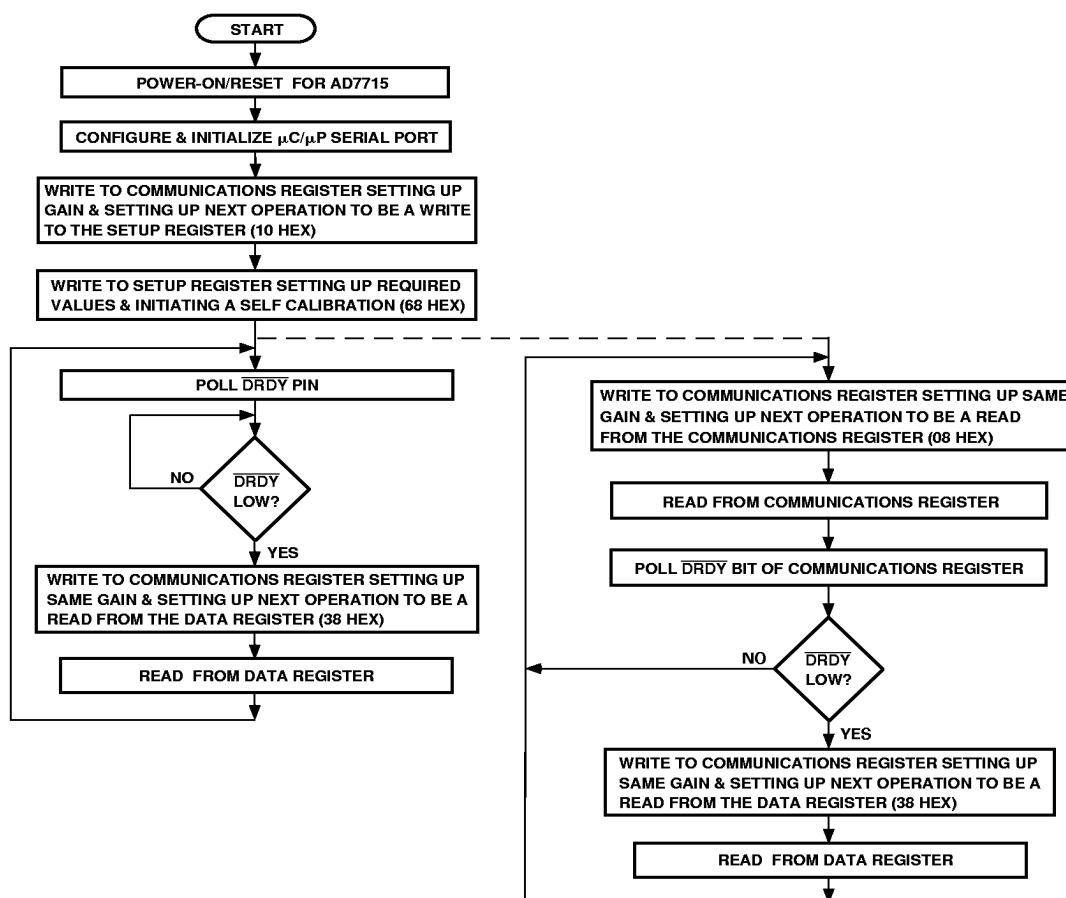 START
POWER-ON/RESET FOR AD7715
CONFIGURE & INITIALIZE μC/μP SERIAL PORT
WRITE TO COMMUNICATIONS REGISTER SETTING UP
GAIN & SETTING UP NEXT OPERATION TO BE A WRITE
TO THE SETUP REGISTER (10 HEX)
WRITE TO SETUP REGISTER SETTING UP REQUIRED
VALUES & INITIATING A SELF CALIBRATION (68 HEX)
POLL D̅R̅D̅Y̅ PIN
NO
D̅R̅D̅Y̅
LOW?
YES
WRITE TO COMMUNICATIONS REGISTER SETTING UP
SAME GAIN & SETTING UP NEXT OPERATION TO BE A
READ FROM THE DATA REGISTER (38 HEX)
READ FROM DATA REGISTER
WRITE TO COMMUNICATIONS REGISTER SETTING UP SAME
GAIN & SETTING UP NEXT OPERATION TO BE A READ
FROM THE COMMUNICATIONS REGISTER (08 HEX)
READ FROM COMMUNICATIONS REGISTER
POLL D̅R̅D̅Y̅ BIT OF COMMUNICATIONS REGISTER
NO
D̅R̅D̅Y̅
LOW?
YES
WRITE TO COMMUNICATIONS REGISTER SETTING UP
SAME GAIN & SETTING UP NEXT OPERATION TO BE A
READ FROM THE DATA REGISTER (38 HEX)
READ FROM DATA REGISTER